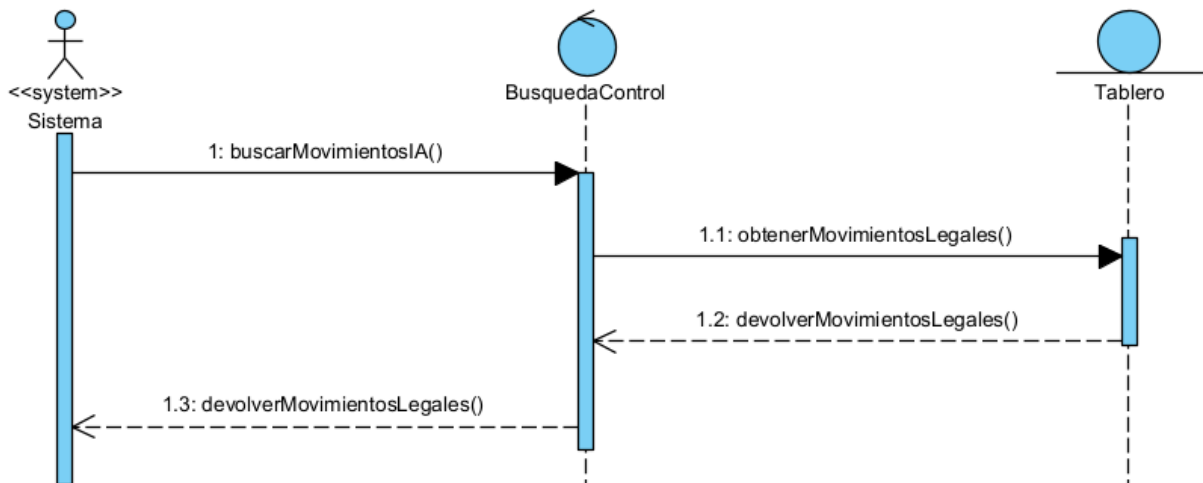 <<system>>
Sistema
BusquedaControl
Tablero
1: buscarMovimientosIA()
1.1: obtenerMovimientosLegales()
1.2: devolverMovimientosLegales()
1.3: devolverMovimientosLegales()